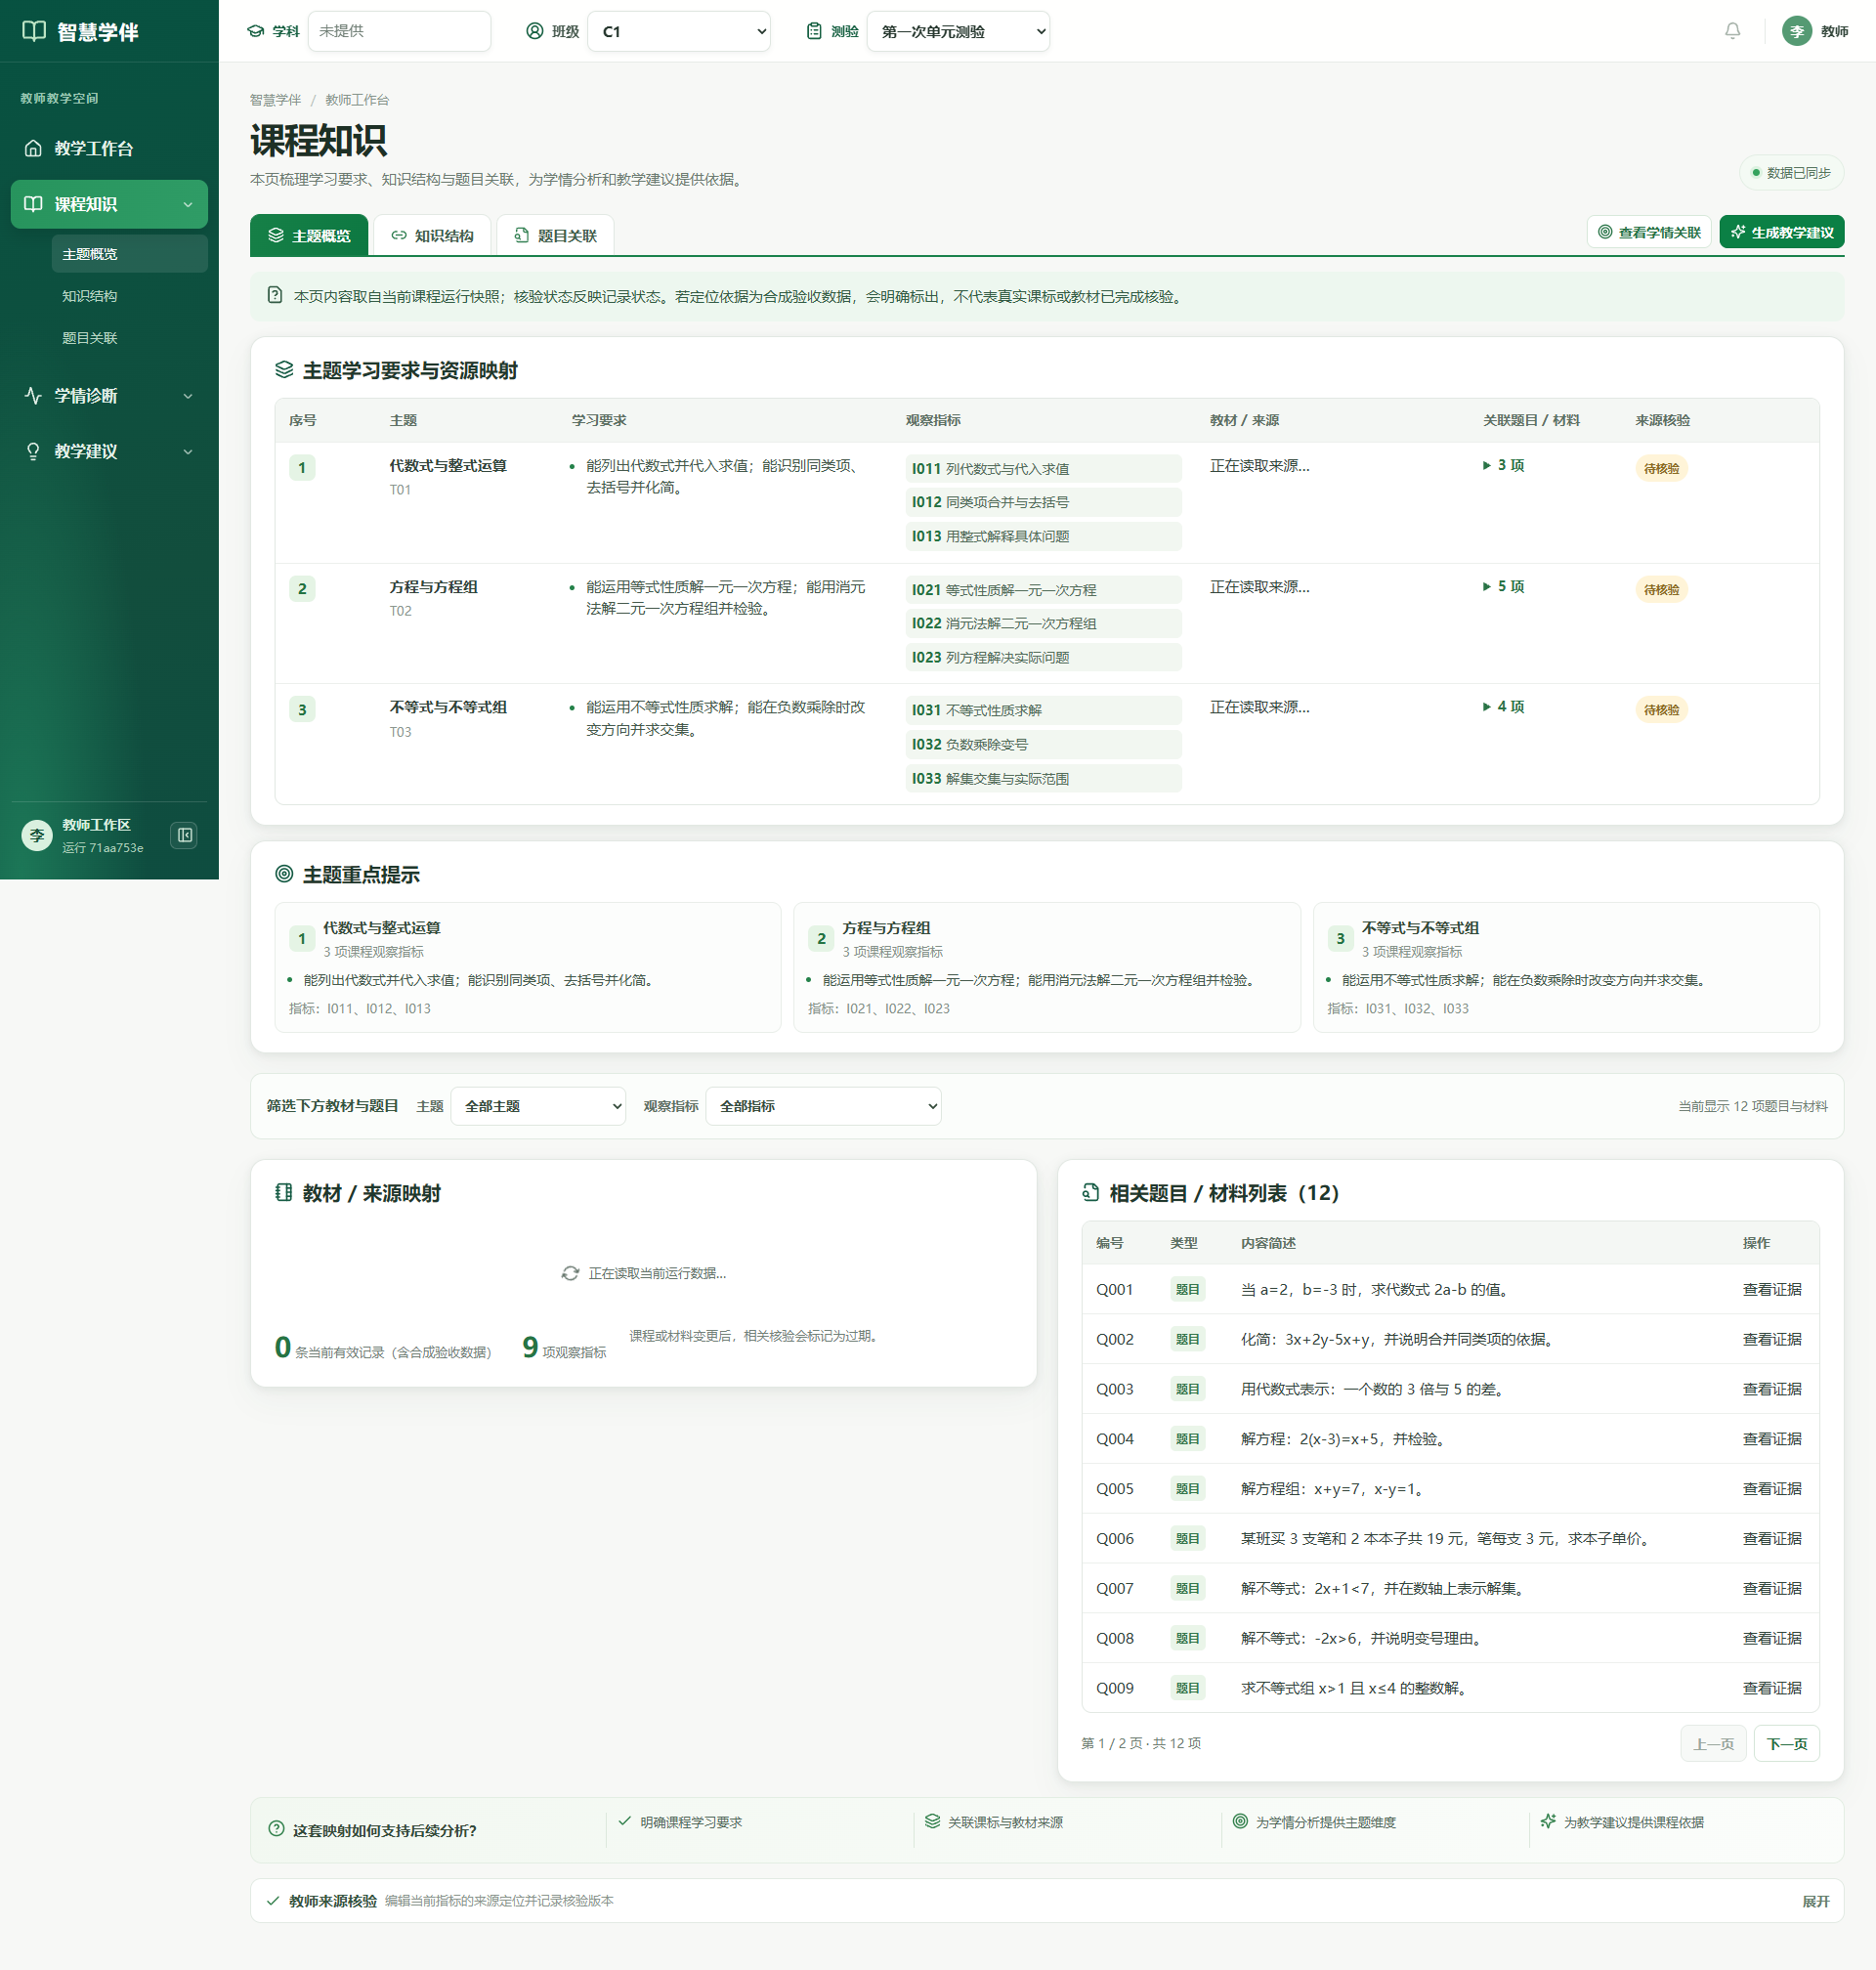 智慧学伴
学科 未提供 班级 C1 测验 第一次单元测验 李 教师
教师教学空间
教学工作台
课程知识
主题概览
知识结构
题目关联
学情诊断
教学建议
李 教师工作区
运行 71aa753e
智慧学伴 / 教师工作台
课程知识
本页梳理学习要求、知识结构与题目关联，为学情分析和教学建议提供依据。
数据已同步
主题概览 知识结构 题目关联 查看学情关联 生成教学建议
本页内容取自当前课程运行快照；核验状态反映记录状态。若定位依据为合成验收数据，会明确标出，不代表真实课标或教材已完成核验。
主题学习要求与资源映射
序号 主题 学习要求 观察指标 教材 / 来源 关联题目 / 材料 来源核验
1 代数式与整式运算 T01
能列出代数式并代入求值；能识别同类项、
去括号并化简。
I011 列代数式与代入求值
I012 同类项合并与去括号
I013 用整式解释具体问题
正在读取来源... 3 项 待核验
2 方程与方程组 T02
能运用等式性质解一元一次方程；能用消元
法解二元一次方程组并检验。
I021 等式性质解一元一次方程
I022 消元法解二元一次方程组
I023 列方程解决实际问题
正在读取来源... 5 项 待核验
3 不等式与不等式组 T03
能运用不等式性质求解；能在负数乘除时改
变方向并求交集。
I031 不等式性质求解
I032 负数乘除变号
I033 解集交集与实际范围
正在读取来源... 4 项 待核验
主题重点提示
1 代数式与整式运算
3 项课程观察指标
能列出代数式并代入求值；能识别同类项、去括号并化简。
指标：I011、I012、I013
2 方程与方程组
3 项课程观察指标
能运用等式性质解一元一次方程；能用消元法解二元一次方程组并检验。
指标：I021、I022、I023
3 不等式与不等式组
3 项课程观察指标
能运用不等式性质求解；能在负数乘除时改变方向并求交集。
指标：I031、I032、I033
筛选下方教材与题目 主题 全部主题 观察指标 全部指标 当前显示 12 项题目与材料
教材 / 来源映射
正在读取当前运行数据...
0 条当前有效记录（含合成验收数据） 9 项观察指标 课程或材料变更后，相关核验会标记为过期。
相关题目 / 材料列表（12）
编号 类型 内容简述 操作
Q001 题目 当 a=2，b=-3 时，求代数式 2a-b 的值。 查看证据
Q002 题目 化简：3x+2y-5x+y，并说明合并同类项的依据。 查看证据
Q003 题目 用代数式表示：一个数的 3 倍与 5 的差。 查看证据
Q004 题目 解方程：2(x-3)=x+5，并检验。 查看证据
Q005 题目 解方程组：x+y=7，x-y=1。 查看证据
Q006 题目 某班买 3 支笔和 2 本本子共 19 元，笔每支 3 元，求本子单价。 查看证据
Q007 题目 解不等式：2x+1<7，并在数轴上表示解集。 查看证据
Q008 题目 解不等式：-2x>6，并说明变号理由。 查看证据
Q009 题目 求不等式组 x>1 且 x≤4 的整数解。 查看证据
第 1 / 2 页 · 共 12 项 上一页 下一页
这套映射如何支持后续分析？ 明确课程学习要求 关联课标与教材来源 为学情分析提供主题维度 为教学建议提供课程依据
教师来源核验 编辑当前指标的来源定位并记录核验版本 展开